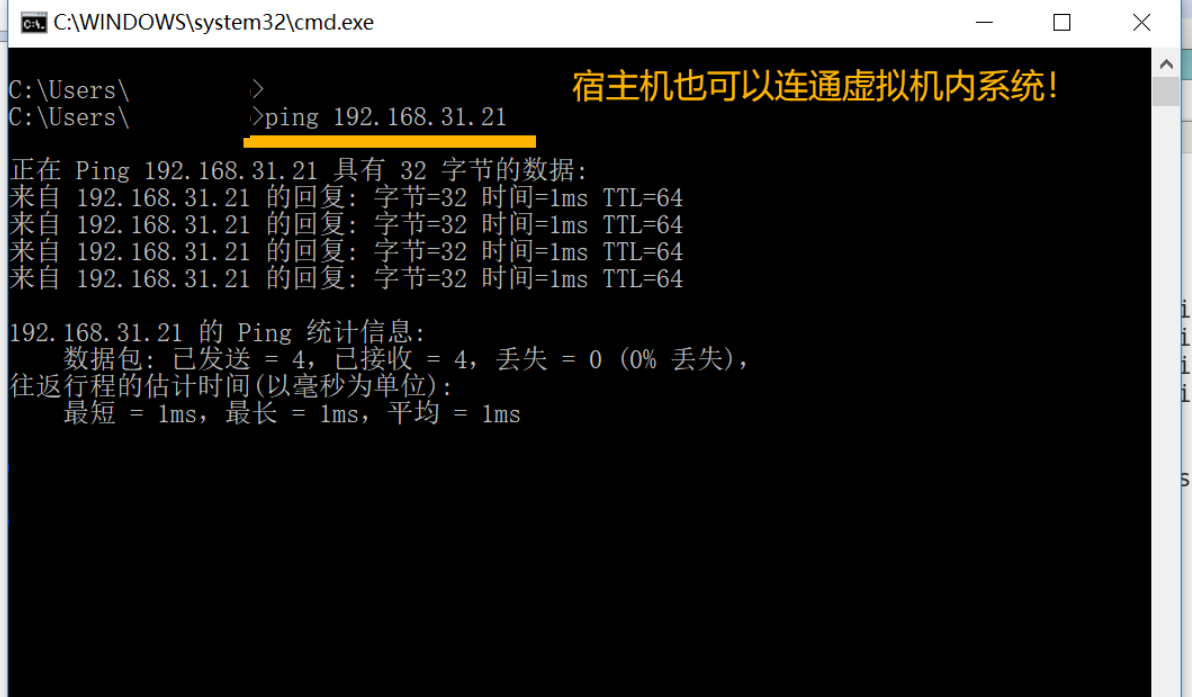 C:\WINDOWS\system32\cmd.exe
宿主机也可以连通虚拟机内系统！
C:\Users\ >
C:\Users\ >ping 192.168.31.21
正在 Ping 192.168.31.21 具有 32 字节的数据:
来自 192.168.31.21 的回复: 字节=32 时间=1ms TTL=64
来自 192.168.31.21 的回复: 字节=32 时间=1ms TTL=64
来自 192.168.31.21 的回复: 字节=32 时间=1ms TTL=64
来自 192.168.31.21 的回复: 字节=32 时间=1ms TTL=64
192.168.31.21 的 Ping 统计信息:
数据包: 已发送 = 4，已接收 = 4，丢失 = 0 (0% 丢失)，
往返行程的估计时间(以毫秒为单位):
最短 = 1ms，最长 = 1ms，平均 = 1ms